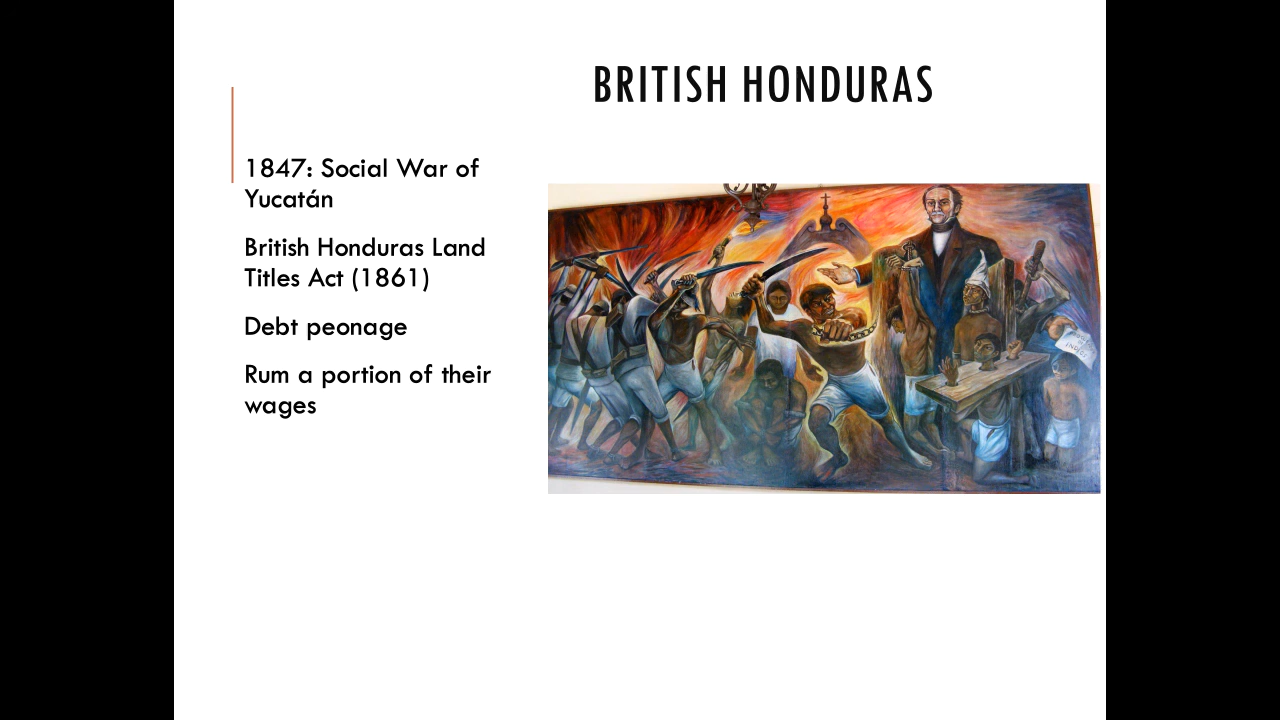 BRITISH HONDURAS
1847: Social War of
Yucatán
British Honduras Land
Titles Act (1861)
Debt peonage
Rum a portion of their
wages
INDIOS